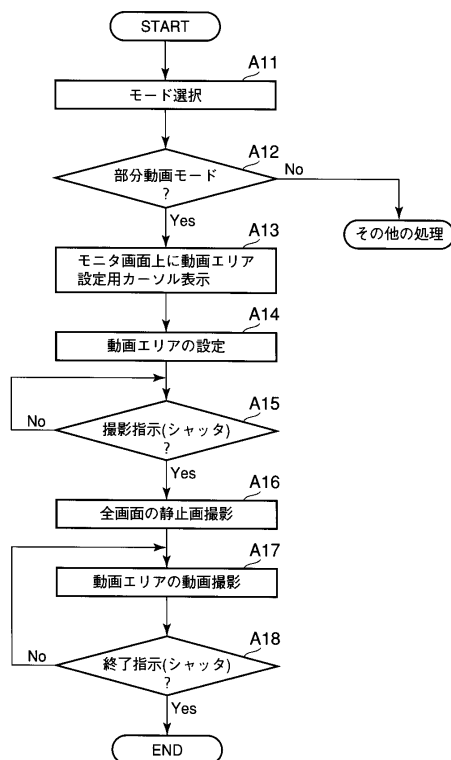 START
A11
モード選択
A12
部分動画モード
?
No
Yes
その他の処理
A13
モニタ画面上に動画エリア
設定用カーソル表示
A14
動画エリアの設定
A15
No
撮影指示(シャッタ)
?
Yes
A16
全画面の静止画撮影
A17
動画エリアの動画撮影
A18
No
終了指示(シャッタ)
?
Yes
END